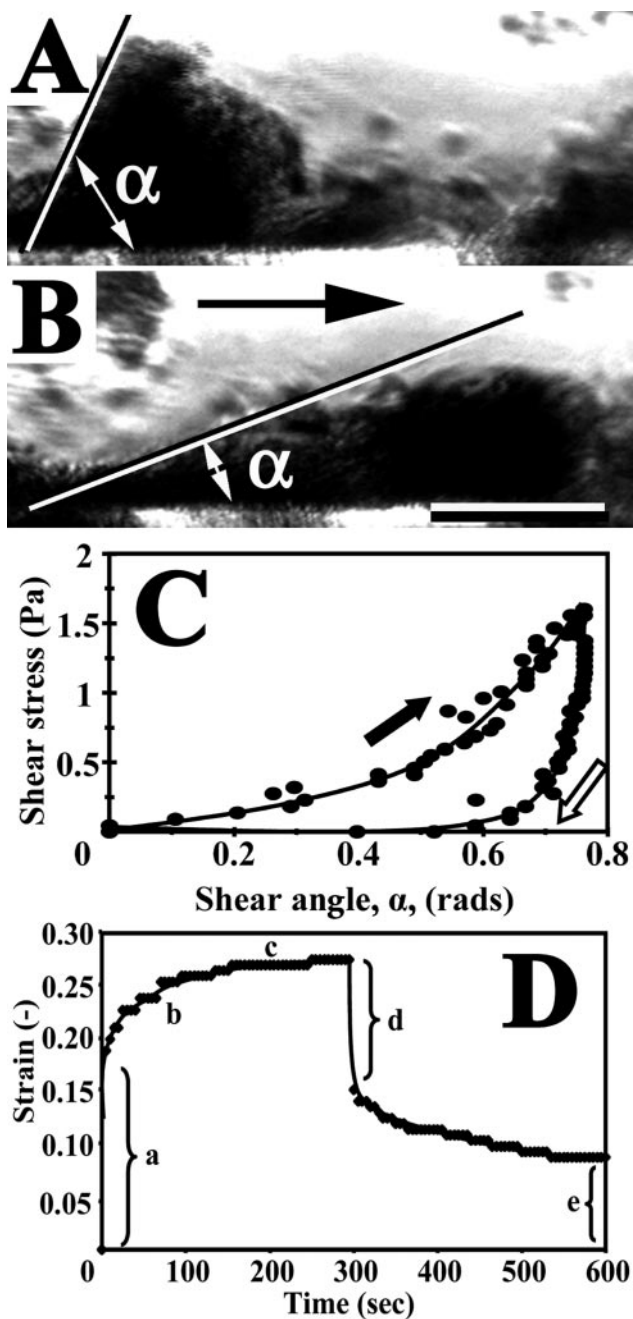 A
α
B
α
C
2
1.5
1
0.5
0
0
0.2
0.4
0.6
0.8
Shear stress (Pa)
Shear angle, α, (rads)
D
0.30
0.25
0.20
0.15
0.10
0.05
0
100
200
300
400
500
600
Strain (-)
Time (sec)
a
b
c
d
e